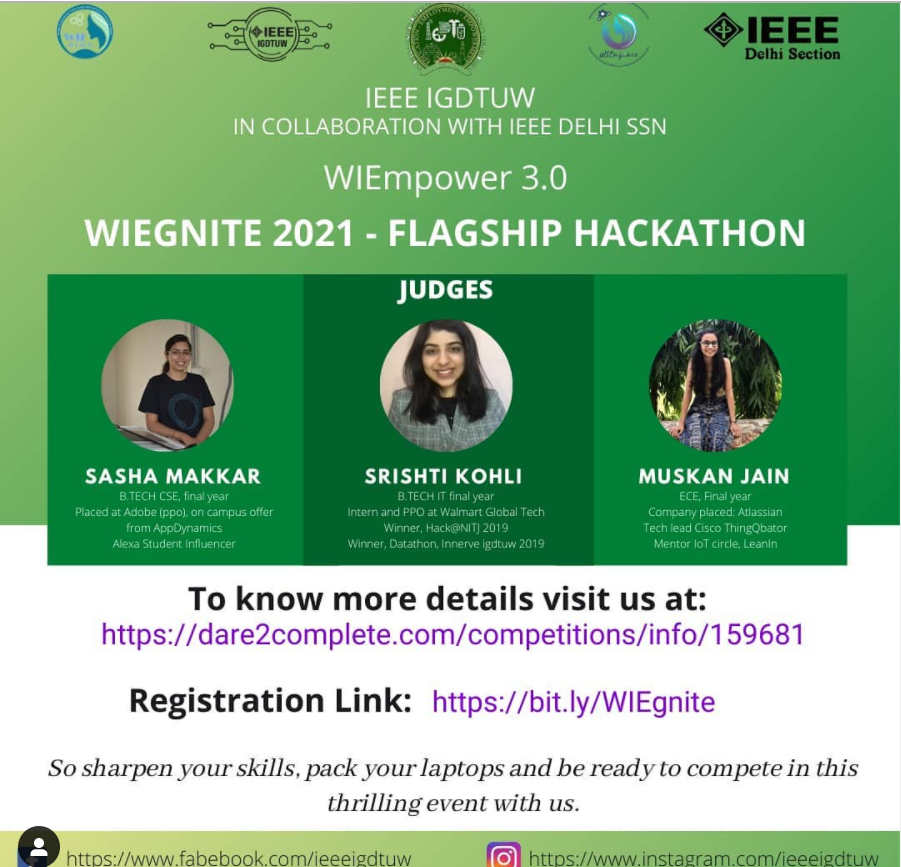 IEEE
IGDTUW
IEEE
Delhi Section
IEEE IGDTUW
IN COLLABORATION WITH IEEE DELHI SSN
WIEmpower 3.0
WIEGNITE 2021 - FLAGSHIP HACKATHON
JUDGES
SASHA MAKKAR
B.TECH CSE, final year
Placed at Adobe (ppo), on campus offer
from AppDynamics
Alexa Student Influencer
SRISHTI KOHLI
B.TECH IT final year
Intern and PPO at Walmart Global Tech
Winner, Hack@NITJ 2019
Winner, Datathon, Innerve igdtuw 2019
MUSKAN JAIN
ECE, Final year
Company placed: Atlassian
Tech lead Cisco ThingQbator
Mentor IoT circle, LeanIn
To know more details visit us at:
https://dare2complete.com/competitions/info/159681
Registration Link: https://bit.ly/WIEgnite
So sharpen your skills, pack your laptops and be ready to compete in this
thrilling event with us.
https://www.fabebook.com/ieeeigdtuw
https://www.instagram.com/ieeeigdtuw